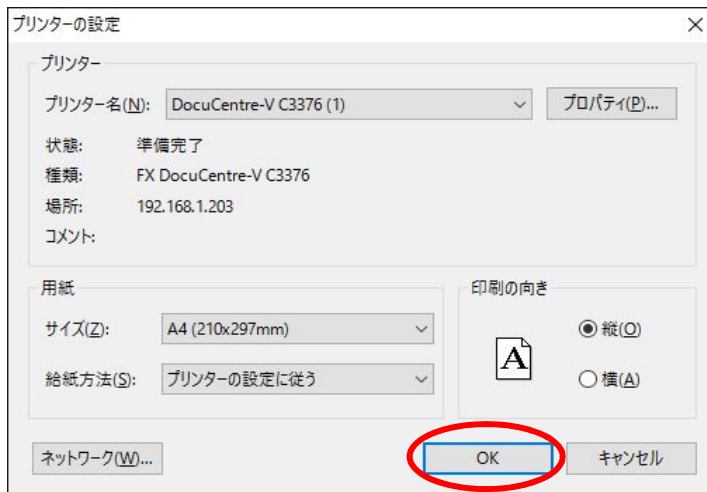 プリンターの設定
プリンター
プリンター名(N): DocuCentre-V C3376 (1) プロパティ(P)...
状態: 準備完了
種類: FX DocuCentre-V C3376
場所: 192.168.1.203
コメント:
用紙
サイズ(Z): A4 (210x297mm)
給紙方法(S): プリンターの設定に従う
印刷の向き
A
縦(O)
横(A)
ネットワーク(W)... OK キャンセル